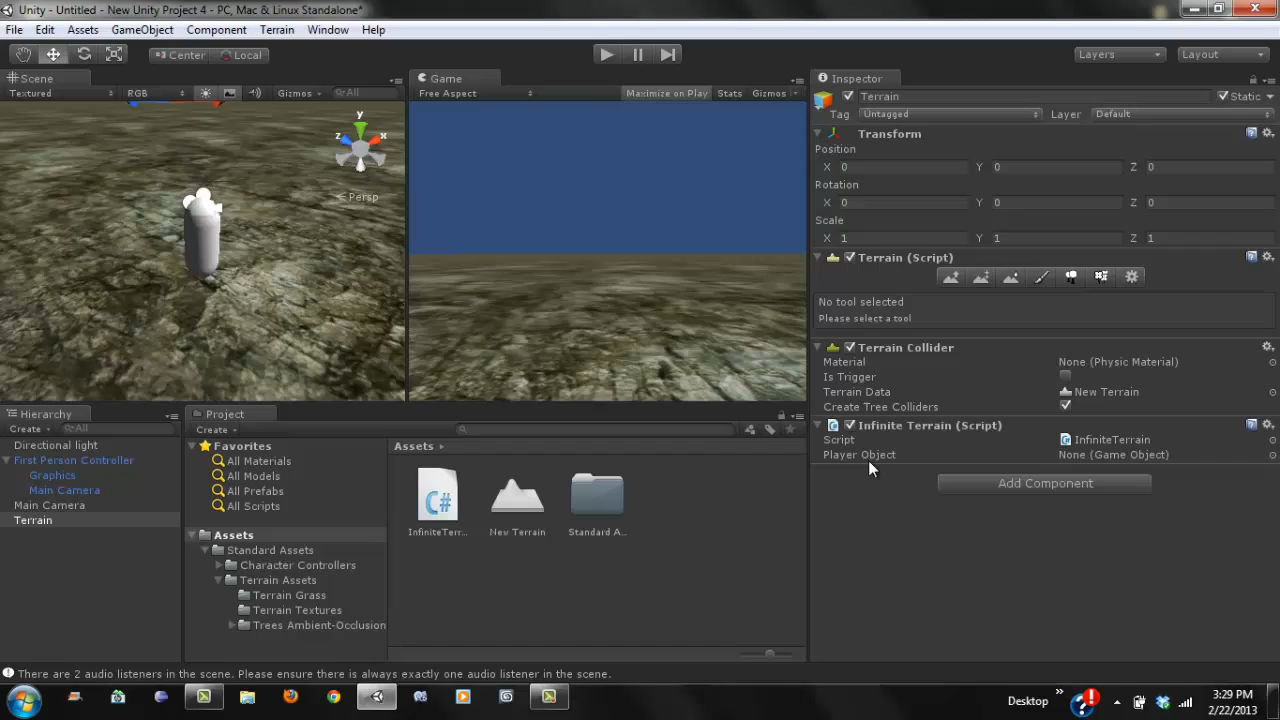 Unity - Untitled - New Unity Project 4 - PC, Mac & Linux Standalone*
File Edit Assets GameObject Component Terrain Window Help
Center Local Layers Layout
Scene
Textured RGB Gizmos All
y
z x
Persp
Game
Free Aspect Maximize on Play Stats Gizmos
Inspector
Terrain Static
Tag Untagged Layer Default
Transform
Position
X 0 Y 0 Z 0
Rotation
X 0 Y 0 Z 0
Scale
X 1 Y 1 Z 1
Terrain (Script)
No tool selected
Please select a tool
Terrain Collider
Material None (Physic Material)
Is Trigger
Terrain Data New Terrain
Create Tree Colliders
Infinite Terrain (Script)
Script InfiniteTerrain
Player Object None (Game Object)
Add Component
Hierarchy
Create All
Directional light
First Person Controller
Graphics
Main Camera
Main Camera
Terrain
Project
Create
Favorites
All Materials
All Models
All Prefabs
All Scripts
Assets
Standard Assets
Character Controllers
Terrain Assets
Terrain Grass
Terrain Textures
Trees Ambient-Occlusion
Assets
C#
InfiniteTerr... New Terrain Standard A...
There are 2 audio listeners in the scene. Please ensure there is always exactly one audio listener in the scene.
Desktop
3:29 PM
2/22/2013